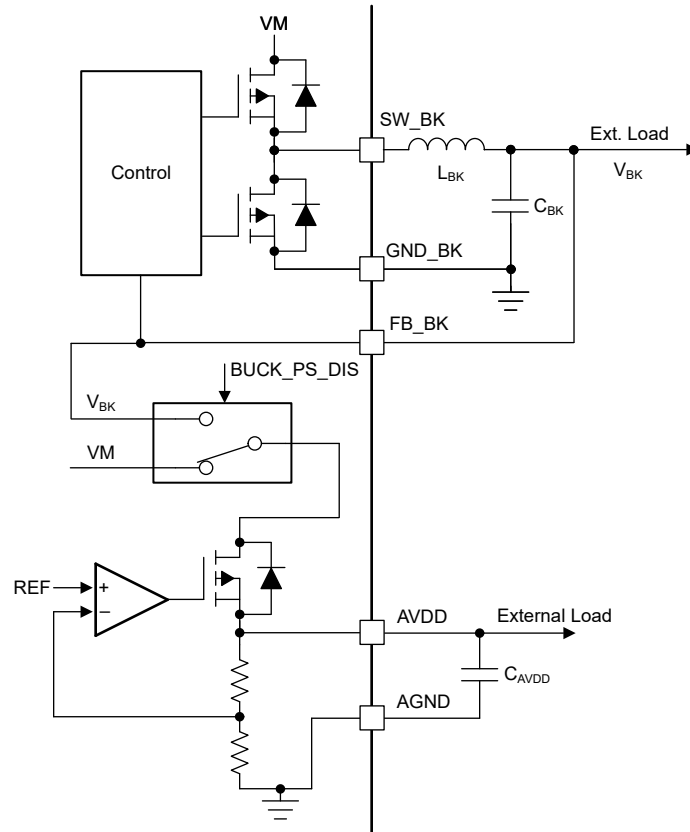 VM
SW_BK
Ext. Load
Control
L_BK
V_BK
C_BK
GND_BK
FB_BK
BUCK_PS_DIS
V_BK
VM
REF
+
–
AVDD
External Load
C_AVDD
AGND